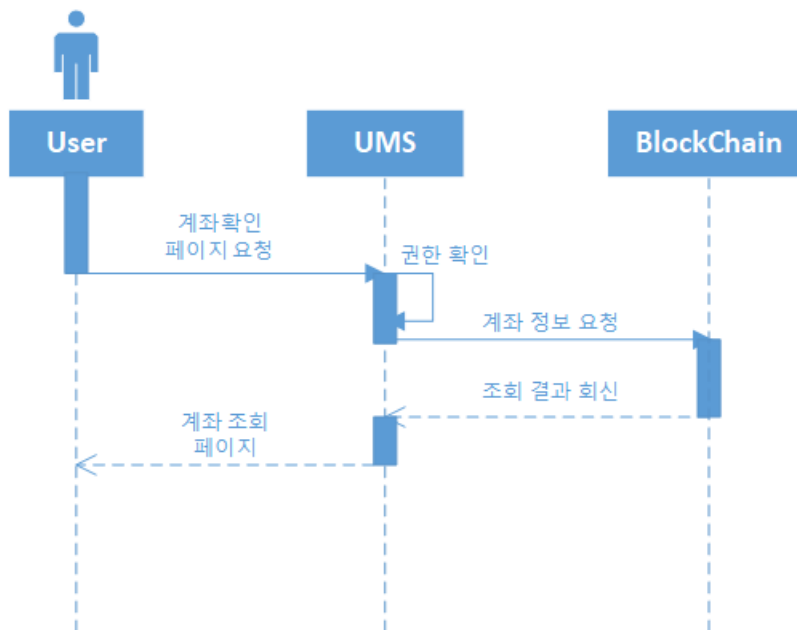 User
UMS
BlockChain
계좌확인
페이지 요청
권한 확인
계좌 정보 요청
조회 결과 회신
계좌 조회
페이지